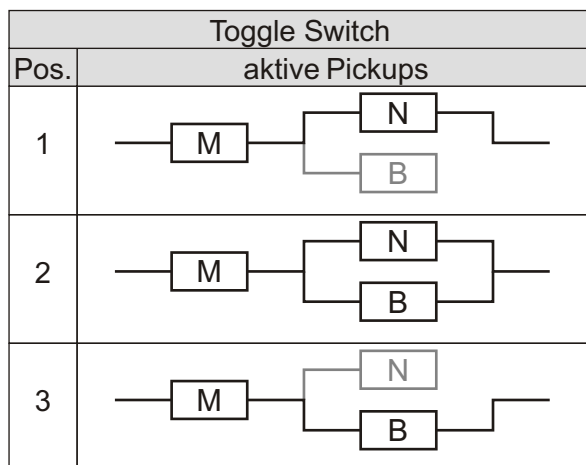 Toggle Switch
Pos. aktive Pickups
1 M N
B
2 M N
B
3 M N
B